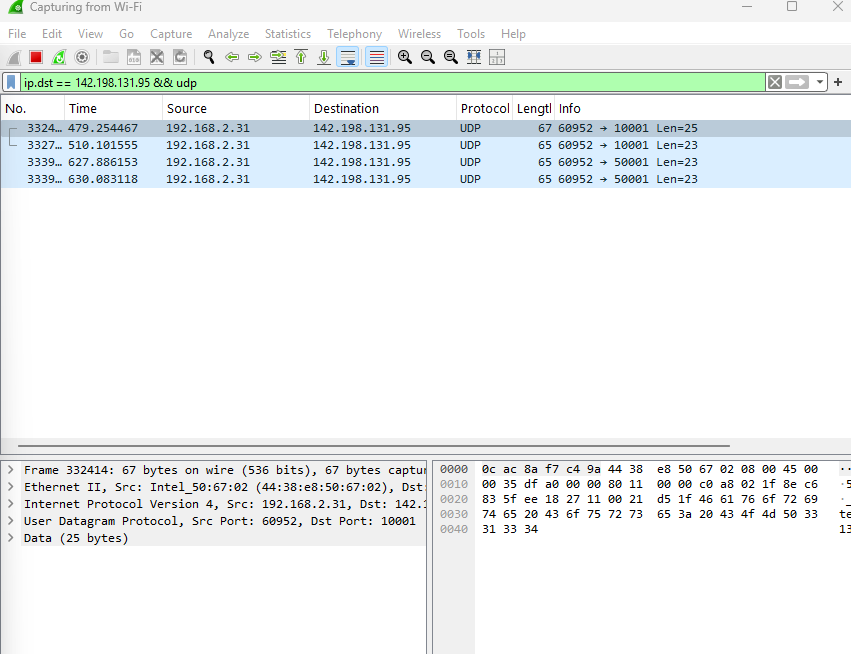 Capturing from Wi-Fi
File Edit View Go Capture Analyze Statistics Telephony Wireless Tools Help
ip.dst == 142.198.131.95 && udp
No. Time Source Destination Protocol Lengtl Info
3324… 479.254467 192.168.2.31 142.198.131.95 UDP 67 60952 → 10001 Len=25
3327… 510.101555 192.168.2.31 142.198.131.95 UDP 65 60952 → 10001 Len=23
3339… 627.886153 192.168.2.31 142.198.131.95 UDP 65 60952 → 50001 Len=23
3339… 630.083118 192.168.2.31 142.198.131.95 UDP 65 60952 → 50001 Len=23
Frame 332414: 67 bytes on wire (536 bits), 67 bytes captu
Ethernet II, Src: Intel_50:67:02 (44:38:e8:50:67:02), Dst:
Internet Protocol Version 4, Src: 192.168.2.31, Dst: 142.1
User Datagram Protocol, Src Port: 60952, Dst Port: 10001
Data (25 bytes)
0000 0c ac 8a f7 c4 9a 44 38 e8 50 67 02 08 00 45 00 ··
0010 00 35 df a0 00 00 80 11 00 00 c0 a8 02 1f 8e c6 ·5
0020 83 5f ee 18 27 11 00 21 d5 1f 46 61 76 6f 72 69 ·_
0030 74 65 20 43 6f 75 72 73 65 3a 20 43 4f 4d 50 33 te
0040 31 33 34 13